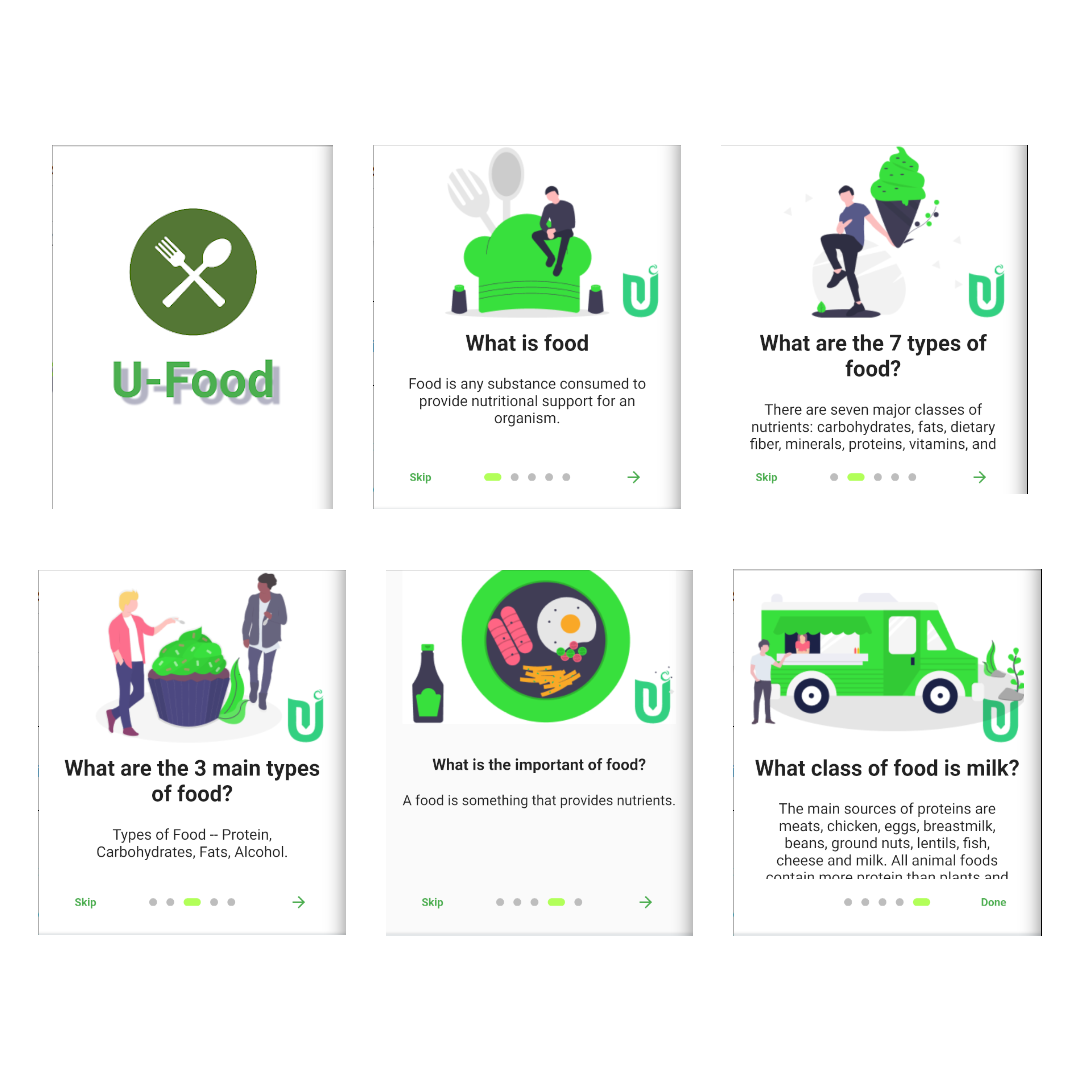 U-Food
What is food
Food is any substance consumed to
provide nutritional support for an
organism.
Skip
What are the 7 types of
food?
There are seven major classes of
nutrients: carbohydrates, fats, dietary
fiber, minerals, proteins, vitamins, and
Skip
What are the 3 main types
of food?
Types of Food -- Protein,
Carbohydrates, Fats, Alcohol.
Skip
What is the important of food?
A food is something that provides nutrients.
Skip
What class of food is milk?
The main sources of proteins are
meats, chicken, eggs, breastmilk,
beans, ground nuts, lentils, fish,
cheese and milk. All animal foods
contain more protein than plants and
Done